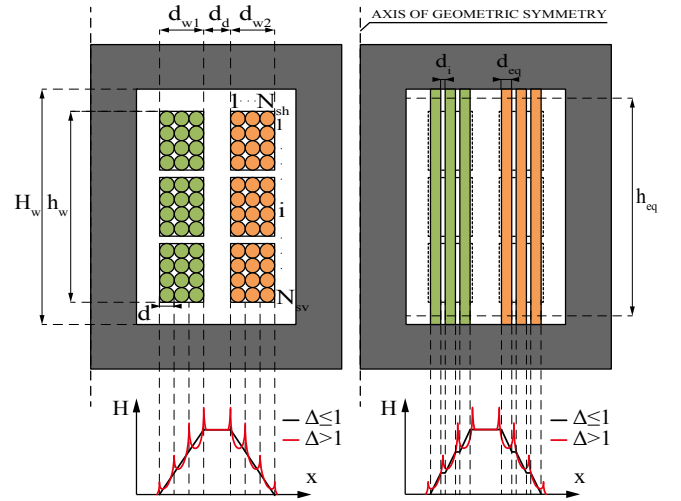 d_w1 d_d d_w2
AXIS OF GEOMETRIC SYMMETRY
1 ... N_sh
1
.
.
i
.
.
N_sv
H_w
h_w
d
d_i
d_eq
h_eq
H
Δ≤1
Δ>1
x
H
Δ≤1
Δ>1
x